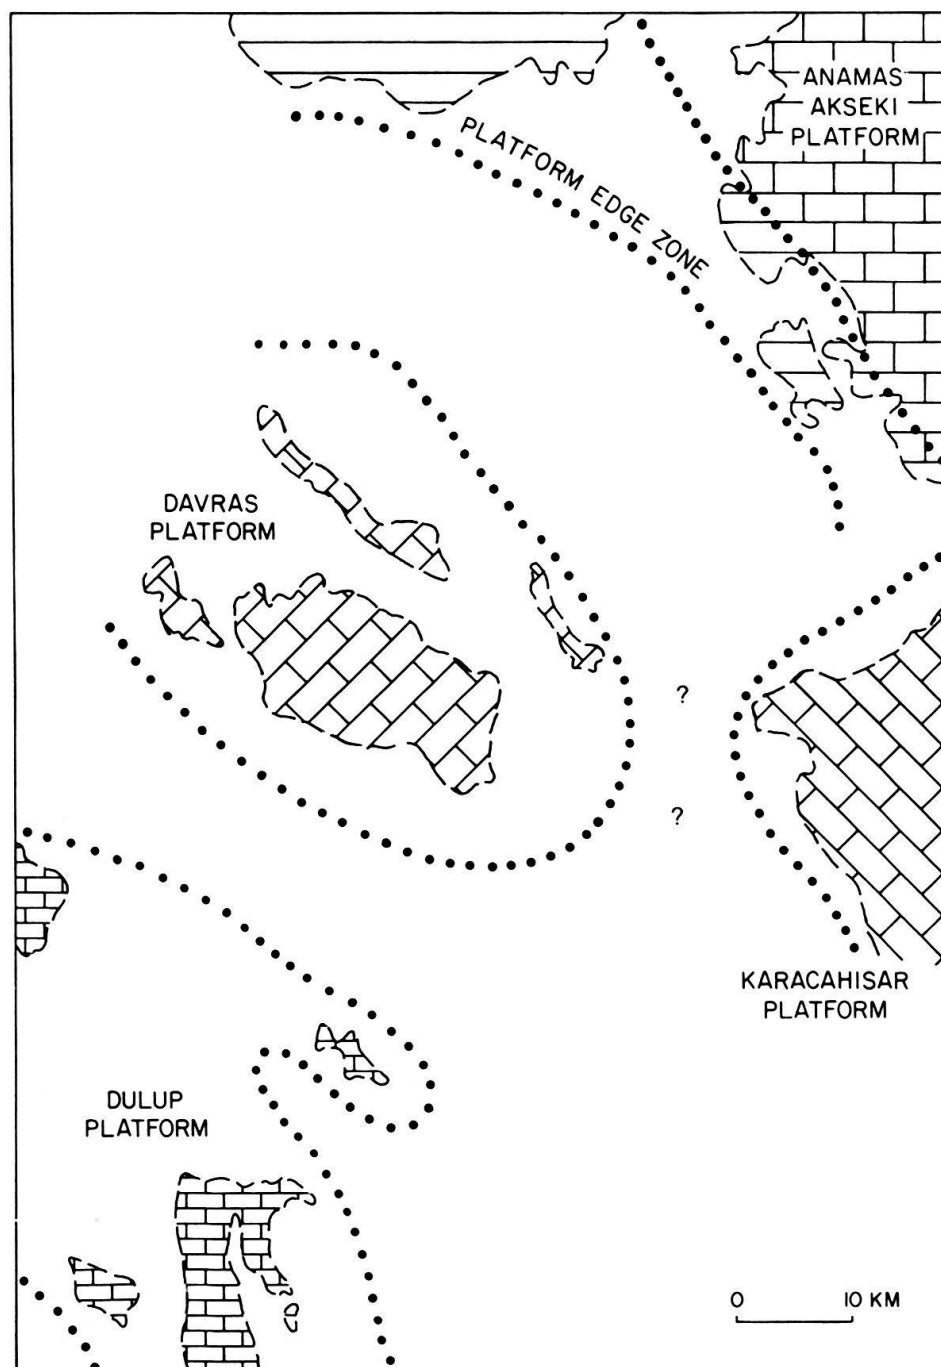 ANAMAS
AKSEKI
PLATFORM
PLATFORM EDGE ZONE
DAVRAS
PLATFORM
?
?
KARACAHISAR
PLATFORM
DULUP
PLATFORM
0 10 KM